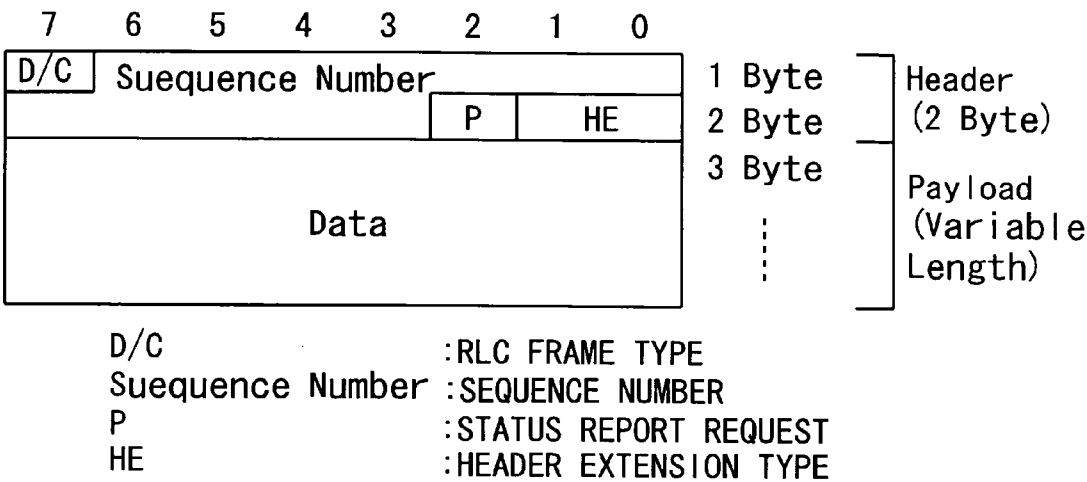 7 6 5 4 3 2 1 0
D/C Suequence Number 1 Byte
P HE 2 Byte
Header
(2 Byte)
3 Byte
Data
Payload
(Variable
Length)
D/C :RLC FRAME TYPE
Suequence Number :SEQUENCE NUMBER
P :STATUS REPORT REQUEST
HE :HEADER EXTENSION TYPE